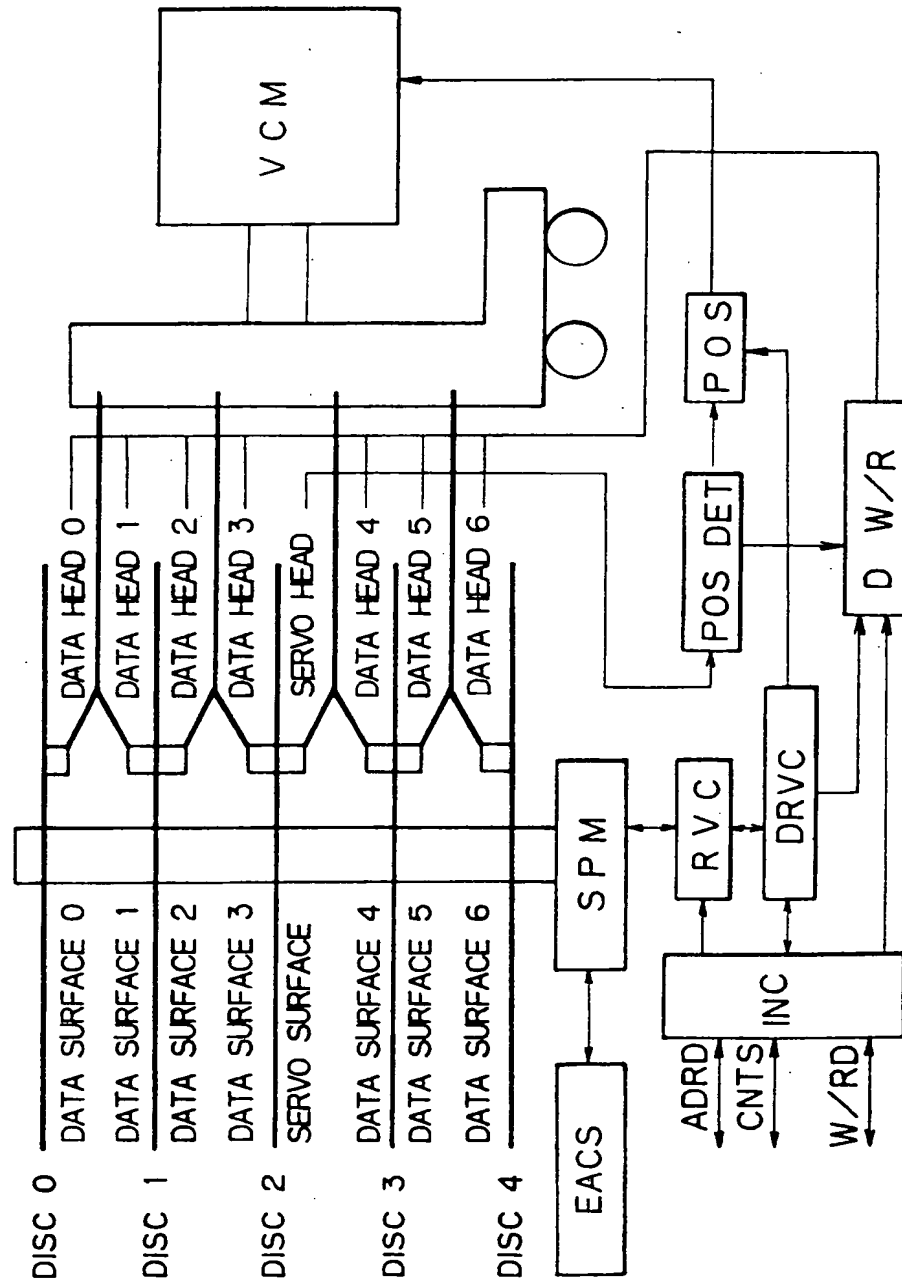 DISC 0
DATA SURFACE 0
DATA HEAD 0
DATA SURFACE 1
DATA HEAD 1
DISC 1
DATA SURFACE 2
DATA HEAD 2
DATA SURFACE 3
DATA HEAD 3
DISC 2
SERVO SURFACE
SERVO HEAD
DATA SURFACE 4
DATA HEAD 4
DISC 3
DATA SURFACE 5
DATA HEAD 5
DATA SURFACE 6
DATA HEAD 6
DISC 4
VCM
EACS
SPM
RVC
POS DET
POS
DRVC
D W/R
INC
ADRD
CNTS
W/RD